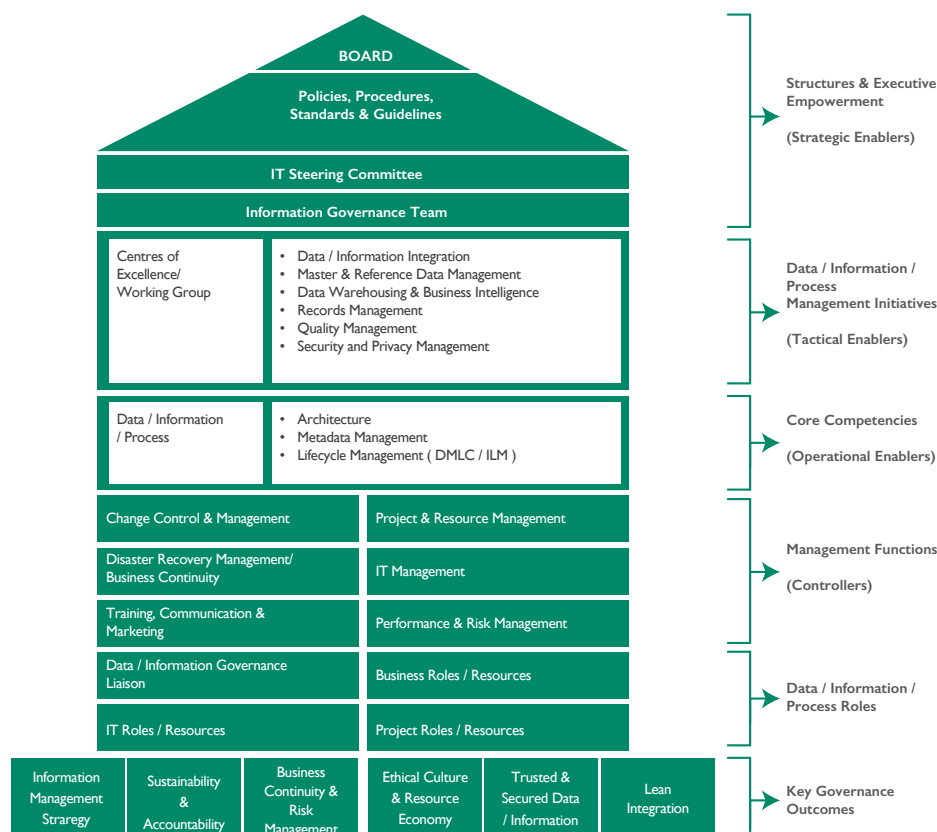 BOARD
Policies, Procedures,
Standards & Guidelines
IT Steering Committee
Information Governance Team
Structures & Executive
Empowerment
(Strategic Enablers)
Centres of
Excellence/
Working Group
• Data / Information Integration
• Master & Reference Data Management
• Data Warehousing & Business Intelligence
• Records Management
• Quality Management
• Security and Privacy Management
Data / Information /
Process
Management Initiatives
(Tactical Enablers)
Data / Information
/ Process
• Architecture
• Metadata Management
• Lifecycle Management ( DMLC / ILM )
Core Competencies
(Operational Enablers)
Change Control & Management
Project & Resource Management
Disaster Recovery Management/
Business Continuity
IT Management
Training, Communication &
Marketing
Performance & Risk Management
Management Functions
(Controllers)
Data / Information Governance
Liaison
Business Roles / Resources
IT Roles / Resources
Project Roles / Resources
Data / Information /
Process Roles
Information
Management
Straregy
Sustainability
&
Accountability
Business
Continuity &
Risk
Management
Ethical Culture
& Resource
Economy
Trusted &
Secured Data
/ Information
Lean
Integration
Key Governance
Outcomes